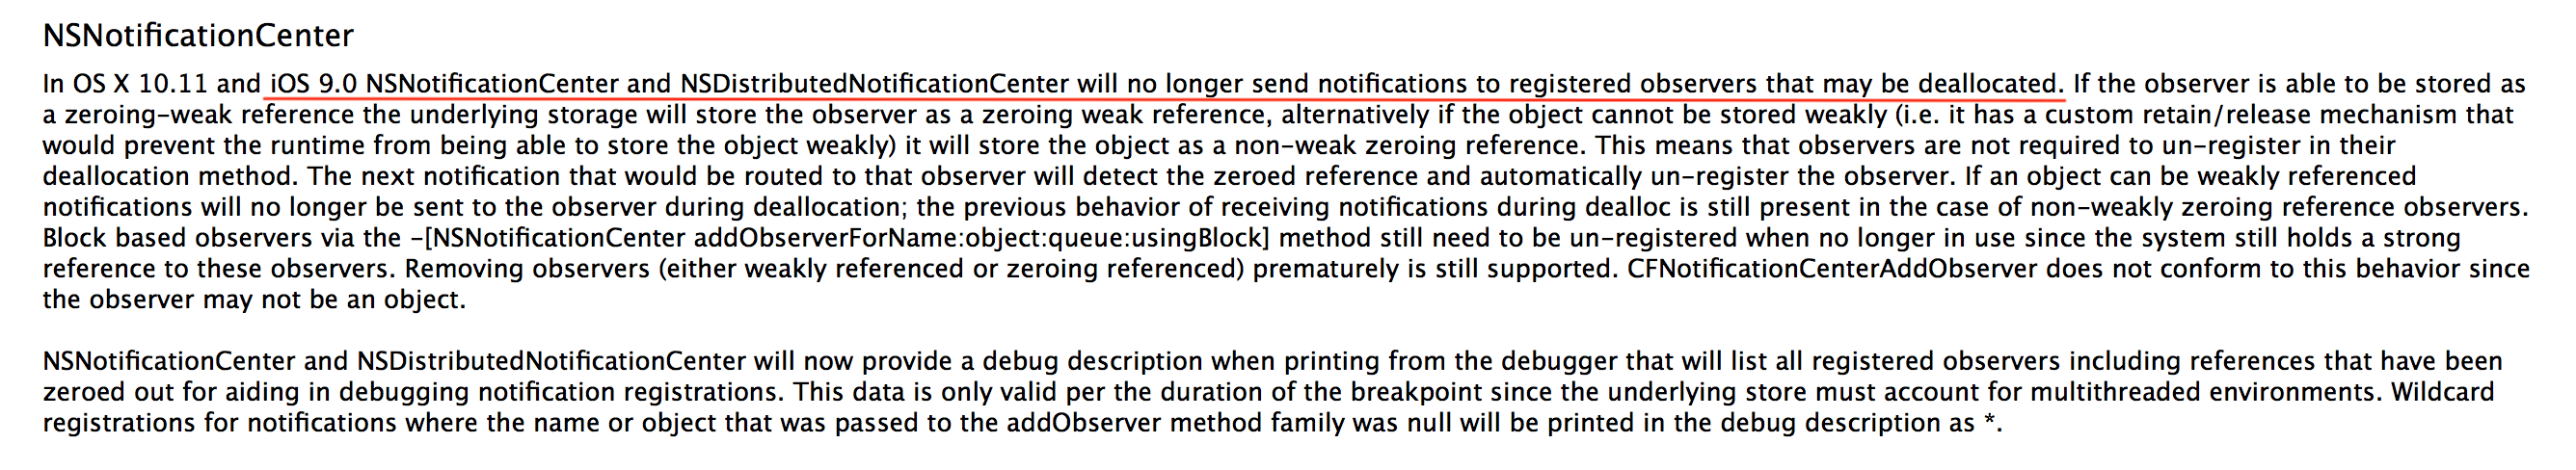 NSNotificationCenter
In OS X 10.11 and iOS 9.0 NSNotificationCenter and NSDistributedNotificationCenter will no longer send notifications to registered observers that may be deallocated. If the observer is able to be stored as
a zeroing-weak reference the underlying storage will store the observer as a zeroing weak reference, alternatively if the object cannot be stored weakly (i.e. it has a custom retain/release mechanism that
would prevent the runtime from being able to store the object weakly) it will store the object as a non-weak zeroing reference. This means that observers are not required to un-register in their
deallocation method. The next notification that would be routed to that observer will detect the zeroed reference and automatically un-register the observer. If an object can be weakly referenced
notifications will no longer be sent to the observer during deallocation; the previous behavior of receiving notifications during dealloc is still present in the case of non-weakly zeroing reference observers.
Block based observers via the -[NSNotificationCenter addObserverForName:object:queue:usingBlock] method still need to be un-registered when no longer in use since the system still holds a strong
reference to these observers. Removing observers (either weakly referenced or zeroing referenced) prematurely is still supported. CFNotificationCenterAddObserver does not conform to this behavior since
the observer may not be an object.
NSNotificationCenter and NSDistributedNotificationCenter will now provide a debug description when printing from the debugger that will list all registered observers including references that have been
zeroed out for aiding in debugging notification registrations. This data is only valid per the duration of the breakpoint since the underlying store must account for multithreaded environments. Wildcard
registrations for notifications where the name or object that was passed to the addObserver method family was null will be printed in the debug description as *.